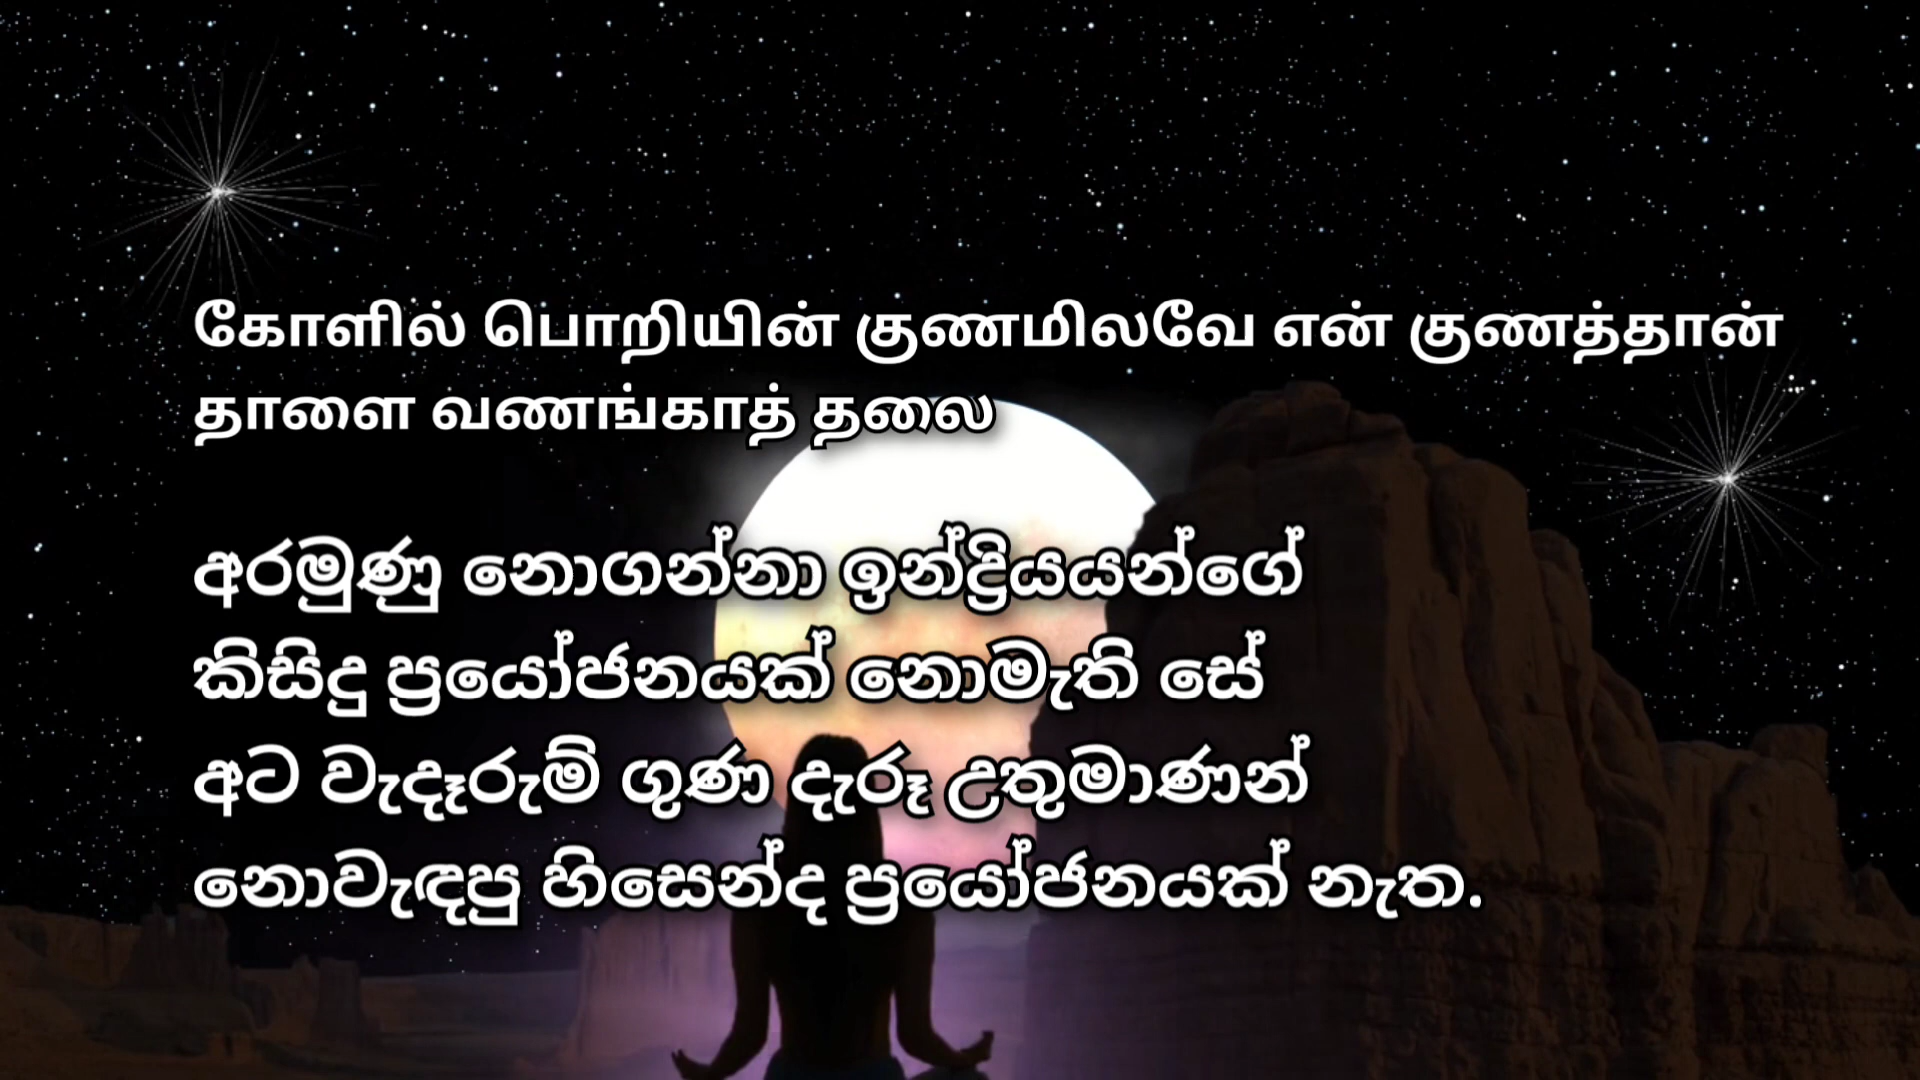 கோளில் பொறியின் குணமிலவே என் குணத்தான்
தாளை வணங்காத் தலை
අරමුණු නොගන්නා ඉන්ද්‍රියයන්ගේ
කිසිදු ප්‍රයෝජනයක් නොමැති සේ
අට වැදෑරුම් ගුණ දැරූ උතුමාණන්
නොවැඳපු හිසෙන්ද ප්‍රයෝජනයක් නැත.